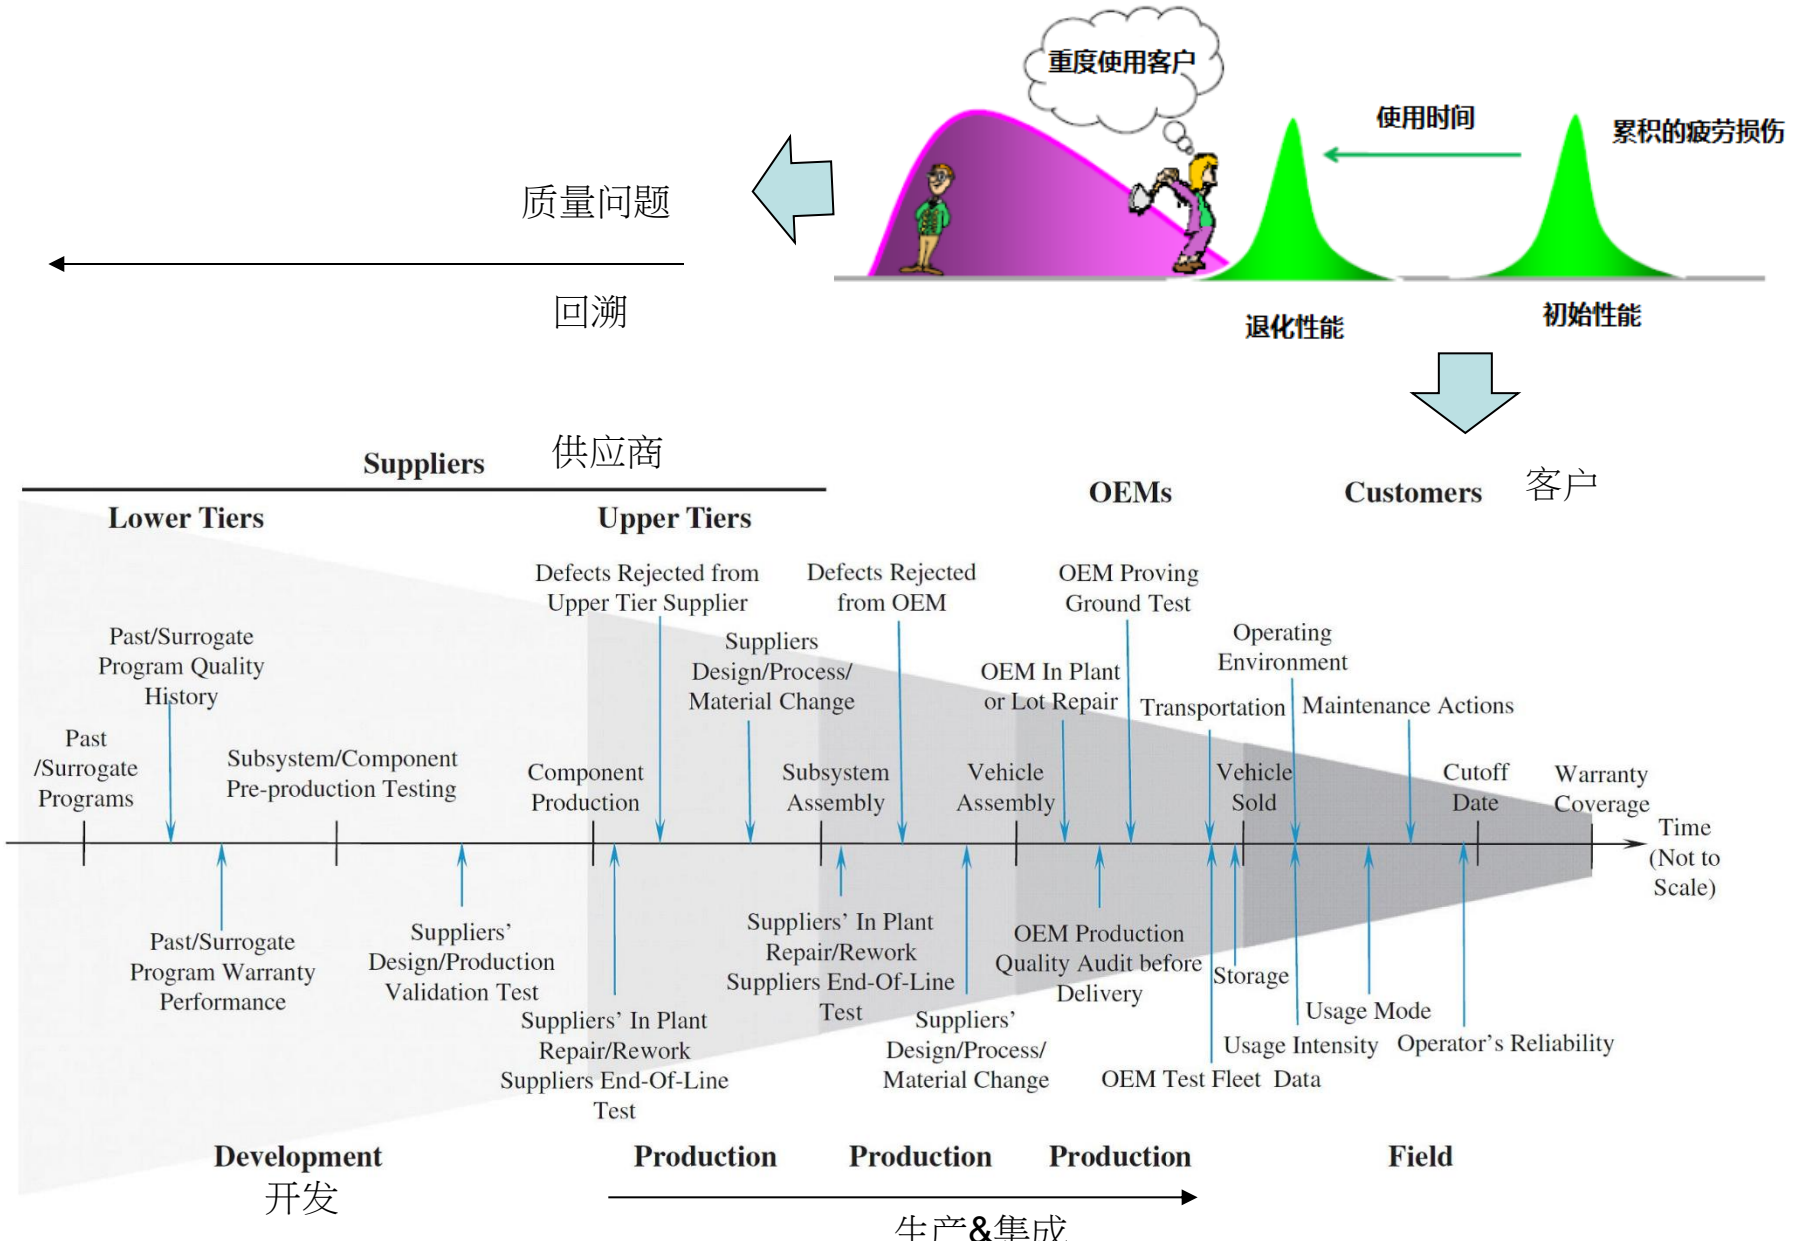 重度使用客户
使用时间
累积的疲劳损伤
质量问题
回溯
退化性能
初始性能
Suppliers
供应商
OEMs
Customers
客户
Lower Tiers
Upper Tiers
Defects Rejected from
Upper Tier Supplier
Defects Rejected
from OEM
OEM Proving
Ground Test
Past/Surrogate
Program Quality
History
Suppliers
Design/Process/
Material Change
OEM In Plant
or Lot Repair
Operating
Environment
Transportation
Maintenance Actions
Past
/Surrogate
Programs
Subsystem/Component
Pre-production Testing
Component
Production
Subsystem
Assembly
Vehicle
Assembly
Vehicle
Sold
Cutoff
Date
Warranty
Coverage
Time
(Not to
Scale)
Past/Surrogate
Program Warranty
Performance
Suppliers’
Design/Production
Validation Test
Suppliers’ In Plant
Repair/Rework
Suppliers End-Of-Line
Test
Suppliers’ In Plant
Repair/Rework
Suppliers End-Of-Line
Test
Suppliers’
Design/Process/
Material Change
OEM Production
Quality Audit before
Delivery
Storage
Usage Mode
Usage Intensity
Operator’s Reliability
OEM Test Fleet Data
Development
Production
Production
Production
Field
开发
生产&集成